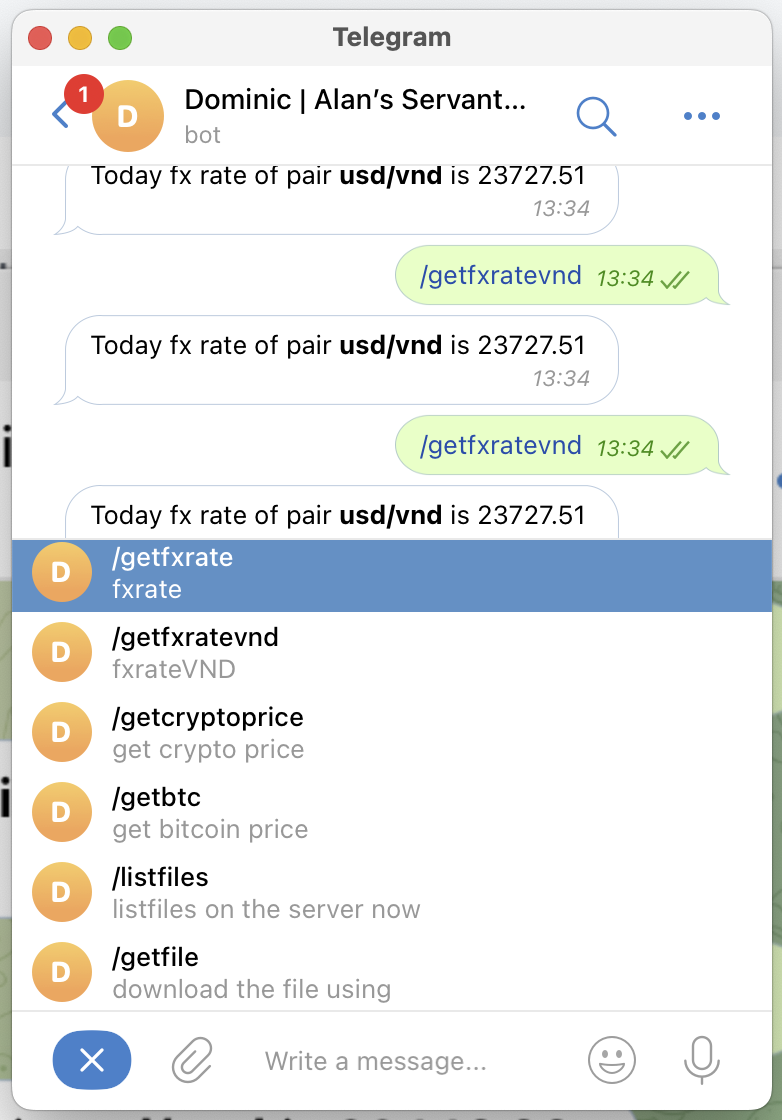 Telegram
1
D
Dominic | Alan’s Servant...
bot
Today fx rate of pair usd/vnd is 23727.51
13:34
/getfxratevnd 13:34
Today fx rate of pair usd/vnd is 23727.51
13:34
/getfxratevnd 13:34
Today fx rate of pair usd/vnd is 23727.51
D
/getfxrate
fxrate
D
/getfxratevnd
fxrateVND
D
/getcryptoprice
get crypto price
D
/getbtc
get bitcoin price
D
/listfiles
listfiles on the server now
D
/getfile
download the file using
Write a message...